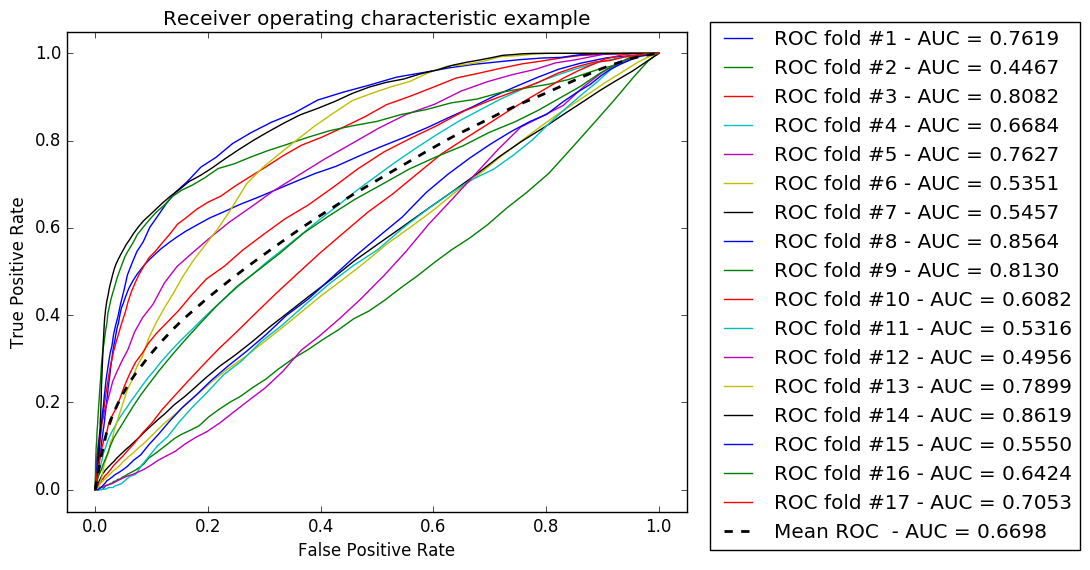 Receiver operating characteristic example
True Positive Rate
1.0
0.8
0.6
0.4
0.2
0.0
0.0 0.2 0.4 0.6 0.8 1.0
False Positive Rate
ROC fold #1 - AUC = 0.7619
ROC fold #2 - AUC = 0.4467
ROC fold #3 - AUC = 0.8082
ROC fold #4 - AUC = 0.6684
ROC fold #5 - AUC = 0.7627
ROC fold #6 - AUC = 0.5351
ROC fold #7 - AUC = 0.5457
ROC fold #8 - AUC = 0.8564
ROC fold #9 - AUC = 0.8130
ROC fold #10 - AUC = 0.6082
ROC fold #11 - AUC = 0.5316
ROC fold #12 - AUC = 0.4956
ROC fold #13 - AUC = 0.7899
ROC fold #14 - AUC = 0.8619
ROC fold #15 - AUC = 0.5550
ROC fold #16 - AUC = 0.6424
ROC fold #17 - AUC = 0.7053
Mean ROC  - AUC = 0.6698